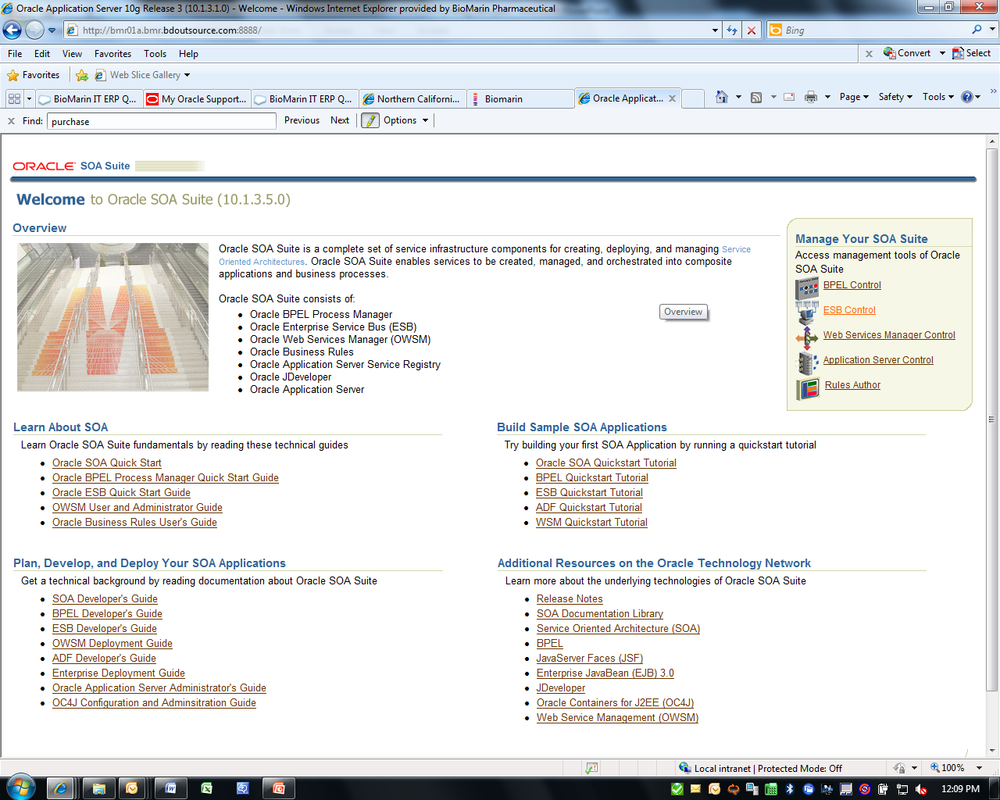 Oracle Application Server 10g Release 3 (10.1.3.1.0) - Welcome - Windows Internet Explorer provided by BioMarin Pharmaceutical
http://bmr01a.bmr.bdoutsource.com:8888/
Bing
File Edit View Favorites Tools Help
Convert Select
Favorites Web Slice Gallery
BioMarin IT ERP Q... My Oracle Support... BioMarin IT ERP Q... Northern Californi... Biomarin Oracle Applicat... Page Safety Tools
Find: purchase Previous Next Options
ORACLE SOA Suite
Welcome to Oracle SOA Suite (10.1.3.5.0)
Overview
Oracle SOA Suite is a complete set of service infrastructure components for creating, deploying, and managing Service
Oriented Architectures. Oracle SOA Suite enables services to be created, managed, and orchestrated into composite
applications and business processes.
Oracle SOA Suite consists of:
Oracle BPEL Process Manager
Oracle Enterprise Service Bus (ESB)
Oracle Web Services Manager (OWSM)
Oracle Business Rules
Oracle Application Server Service Registry
Oracle JDeveloper
Oracle Application Server
Overview
Manage Your SOA Suite
Access management tools of Oracle
SOA Suite
BPEL Control
ESB Control
Web Services Manager Control
Application Server Control
Rules Author
Learn About SOA
Learn Oracle SOA Suite fundamentals by reading these technical guides
Oracle SOA Quick Start
Oracle BPEL Process Manager Quick Start Guide
Oracle ESB Quick Start Guide
OWSM User and Administrator Guide
Oracle Business Rules User's Guide
Build Sample SOA Applications
Try building your first SOA Application by running a quickstart tutorial
Oracle SOA Quickstart Tutorial
BPEL Quickstart Tutorial
ESB Quickstart Tutorial
ADF Quickstart Tutorial
WSM Quickstart Tutorial
Plan, Develop, and Deploy Your SOA Applications
Get a technical background by reading documentation about Oracle SOA Suite
SOA Developer's Guide
BPEL Developer's Guide
ESB Developer's Guide
OWSM Deployment Guide
ADF Developer's Guide
Enterprise Deployment Guide
Oracle Application Server Administrator's Guide
OC4J Configuration and Adminsitration Guide
Additional Resources on the Oracle Technology Network
Learn more about the underlying technologies of Oracle SOA Suite
Release Notes
SOA Documentation Library
Service Oriented Architecture (SOA)
BPEL
JavaServer Faces (JSF)
Enterprise JavaBean (EJB) 3.0
JDeveloper
Oracle Containers for J2EE (OC4J)
Web Service Management (OWSM)
Local intranet | Protected Mode: Off 100%
12:09 PM